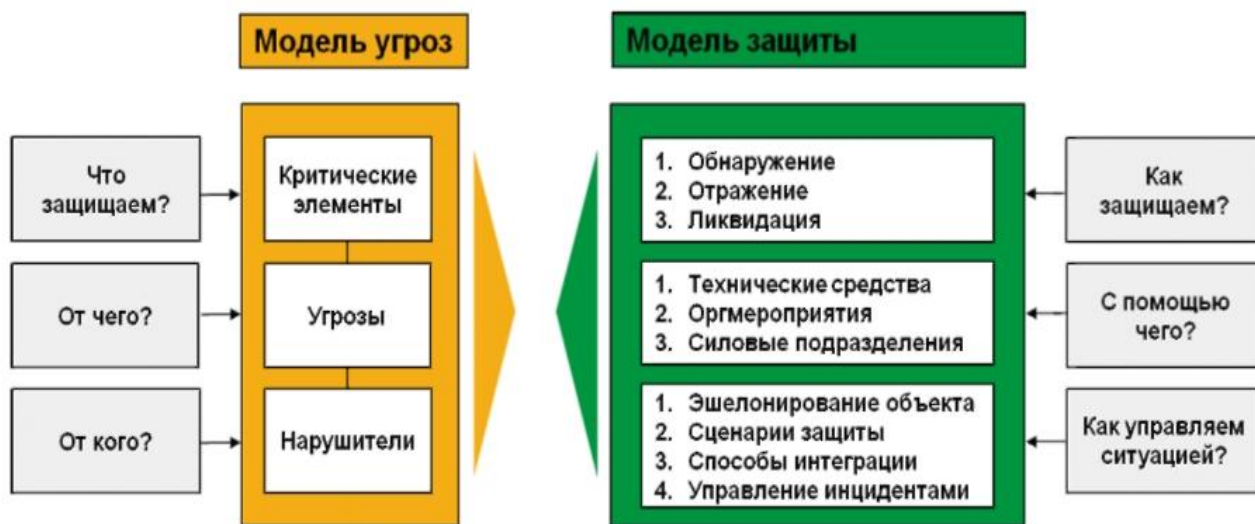 Модель угроз
Модель защиты
Что
защищаем?
Критические
элементы
1. Обнаружение
2. Отражение
3. Ликвидация
Как
защищаем?
От чего?
Угрозы
1. Технические средства
2. Оргмероприятия
3. Силовые подразделения
С помощью
чего?
От кого?
Нарушители
1. Эшелонирование объекта
2. Сценарии защиты
3. Способы интеграции
4. Управление инцидентами
Как управляем
ситуацией?